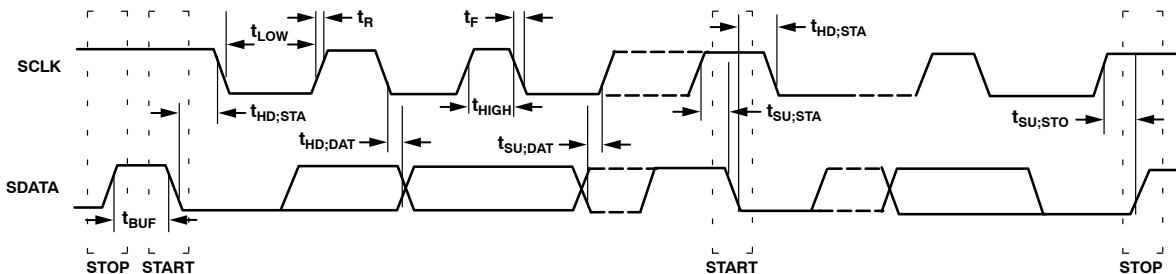 tR
tF
tLOW
tHD;STA
SCLK
tHD;STA
tHIGH
tSU;STA
tSU;STO
tHD;DAT
tSU;DAT
SDATA
tBUF
STOP START START STOP